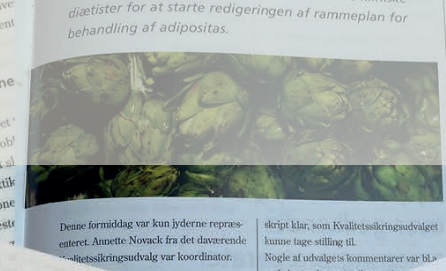 diætister for at starte redigeringen af rammeplan for
behandling af adipositas.
Denne formiddag var kun jyderne repræs-
enteret. Annette Novack fra det daværende
Kvalitetssikringsudvalg var koordinator.
skript klar, som Kvalitetssikringsudvalget
kunne tage stilling til.
Nogle af udvalgets kommentarer var bl.a.